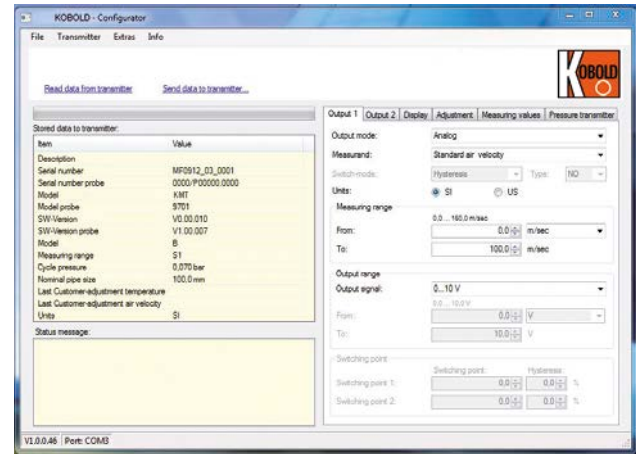 KOBOLD - Configurator
File Transmitter Extras Info
KOBOLD
Read data from transmitter Send data to transmitter...
Output 1 Output 2 Display Adjustment Measuring values Pressure transmitter
Stored data to transmitter:
Item Value
Description
Serial number MF0912_03_0001
Serial number probe 0000/P00000.0000
Model KMT
Model probe 9701
SW-Version V0.00.010
SW-Version probe V1.00.007
Model B
Measuring range S1
Cycle pressure 0,070 bar
Nominal pipe size 100,0 mm
Last Customer-adjustment temperature
Last Customer-adjustment air velocity
Units SI
Status message:
Output mode: Analog
Measurand: Standard air velocity
Switch-mode: Hysteresis Type: NO
Units: SI US
Measuring range
0,0 ... 160,0 m/sec
From: 0,0 m/sec
To: 100,0 m/sec
Output range
Output signal: 0...10 V
0,0 ... 10,0 V
From: 0,0 V
To: 10,0 V
Switching point
Switching point: Hysterese:
Switching point 1: 0,0 0,0 %
Switching point 2: 0,0 0,0 %
V1.0.0.46 Port: COM3